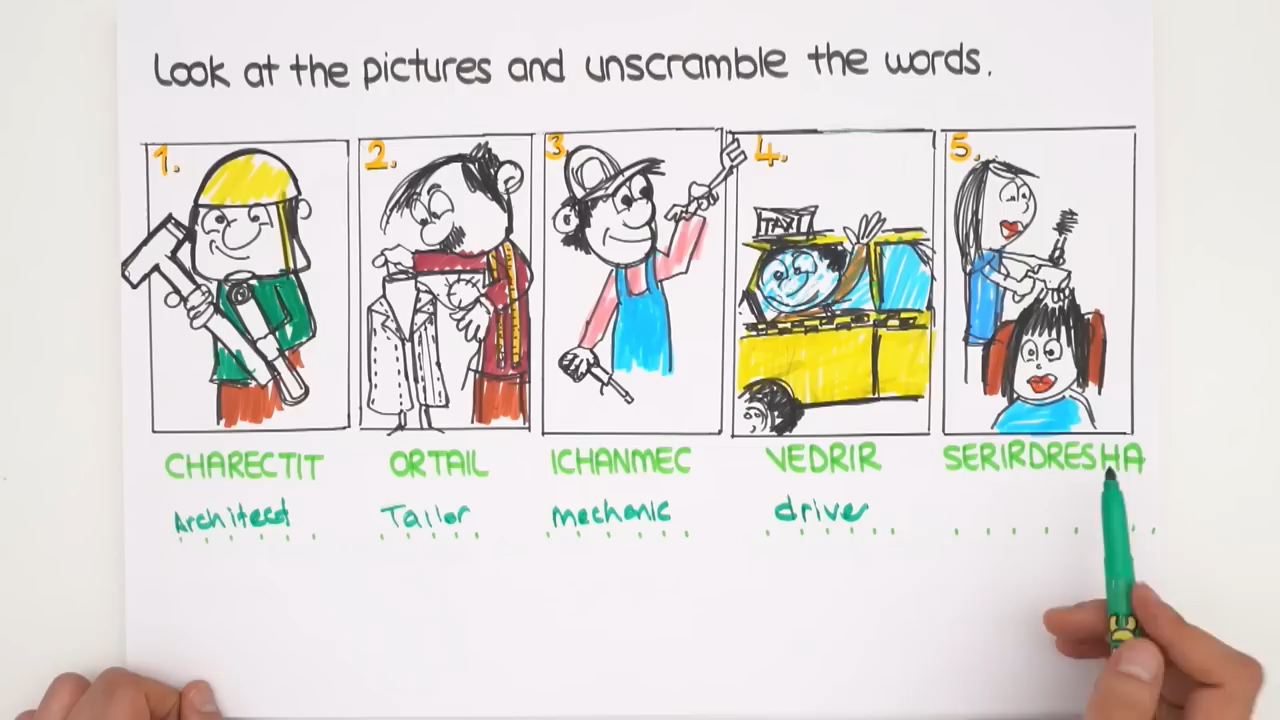 Look at the pictures and unscramble the words.
1. 2. 3. 4. 5.
TAXI
CHARECTIT ORTAIL ICHANMEC VEDRIR SERIRDRESHA
Architect Tailor mechanic driver